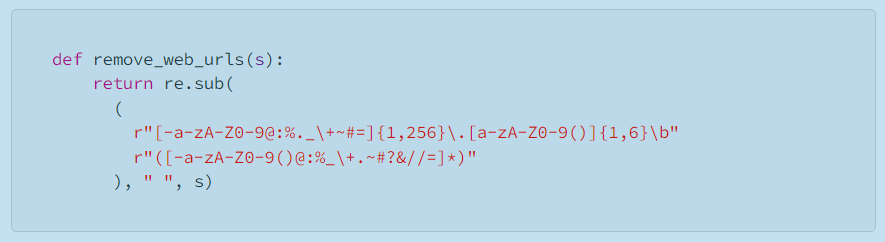 def remove_web_urls(s):
    return re.sub(
      (
        r"[-a-zA-Z0-9@:%._\+~#=]{1,256}\.[a-zA-Z0-9()]{1,6}\b"
        r"([-a-zA-Z0-9()@:%_\+.~#?&//=]*)"
      ), " ", s)